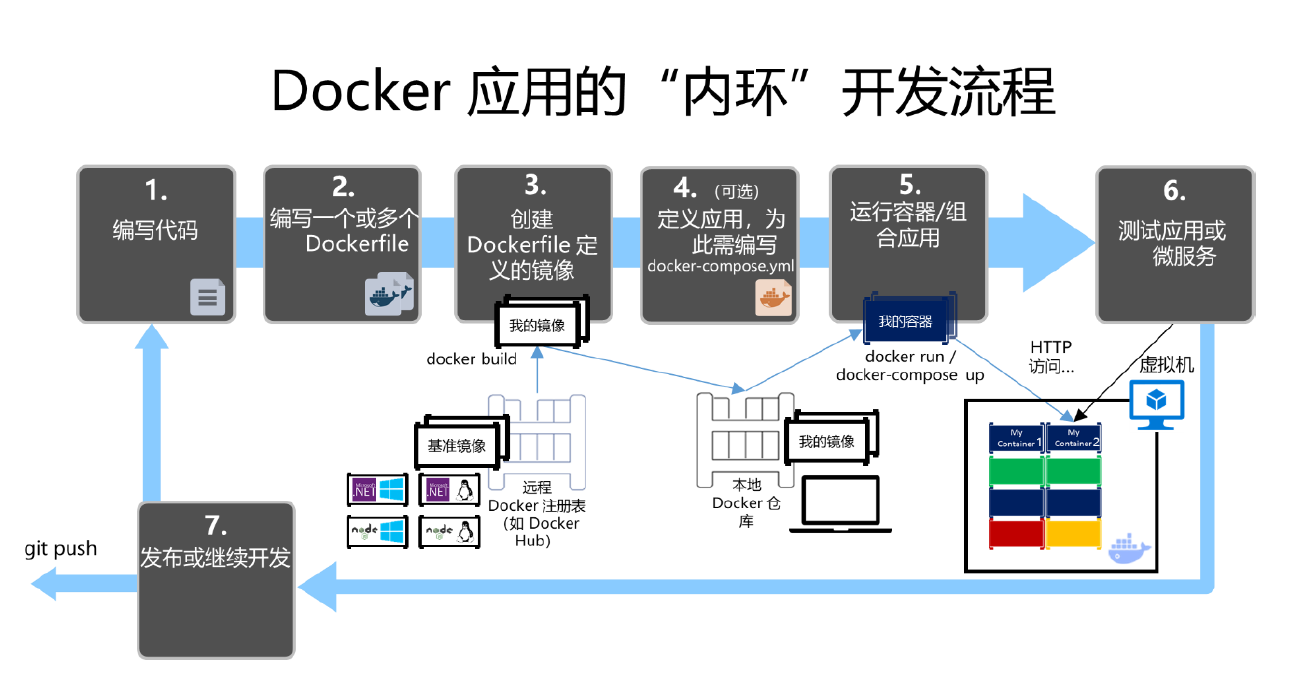 Docker 应用的“内环”开发流程
1.
编写代码
2.
编写一个或多个
Dockerfile
3.
创建
Dockerfile 定
义的镜像
4. (可选)
定义应用，为
此需编写
docker-compose.yml
5.
运行容器/组
合应用
6.
测试应用或
微服务
我的镜像
我的容器
docker build
docker run /
docker-compose up
HTTP
访问...
虚拟机
基准镜像
我的镜像
My
Container 1
My
Container 2
Microsoft
.NET
Microsoft
.NET
node
node
远程
Docker 注册表
(如 Docker
Hub)
本地
Docker 仓
库
7.
发布或继续开发
git push